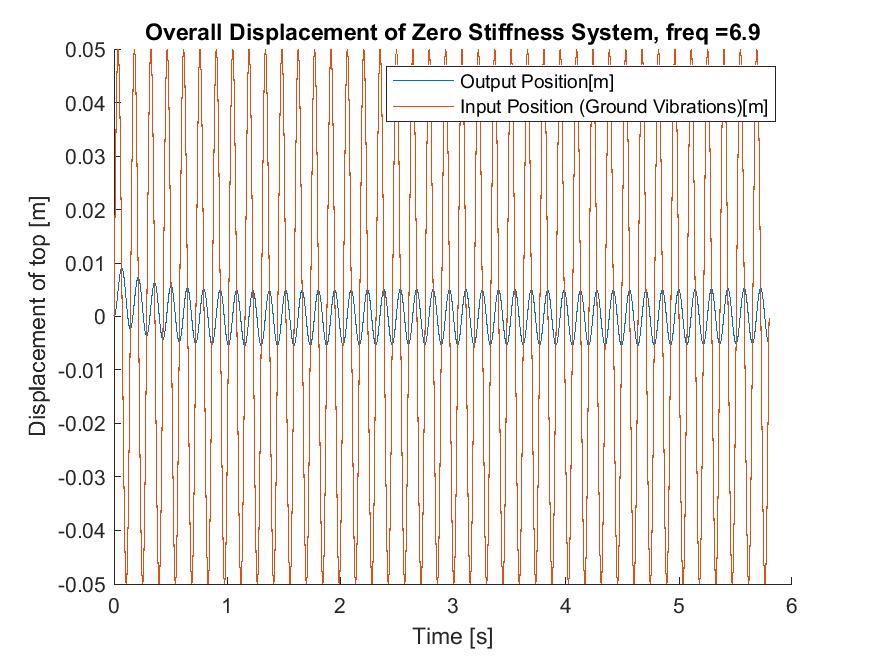 Overall Displacement of Zero Stiffness System, freq =6.9
Output Position[m]
Input Position (Ground Vibrations)[m]
Displacement of top [m]
0.05
0.04
0.03
0.02
0.01
0
-0.01
-0.02
-0.03
-0.04
-0.05
0 1 2 3 4 5 6
Time [s]